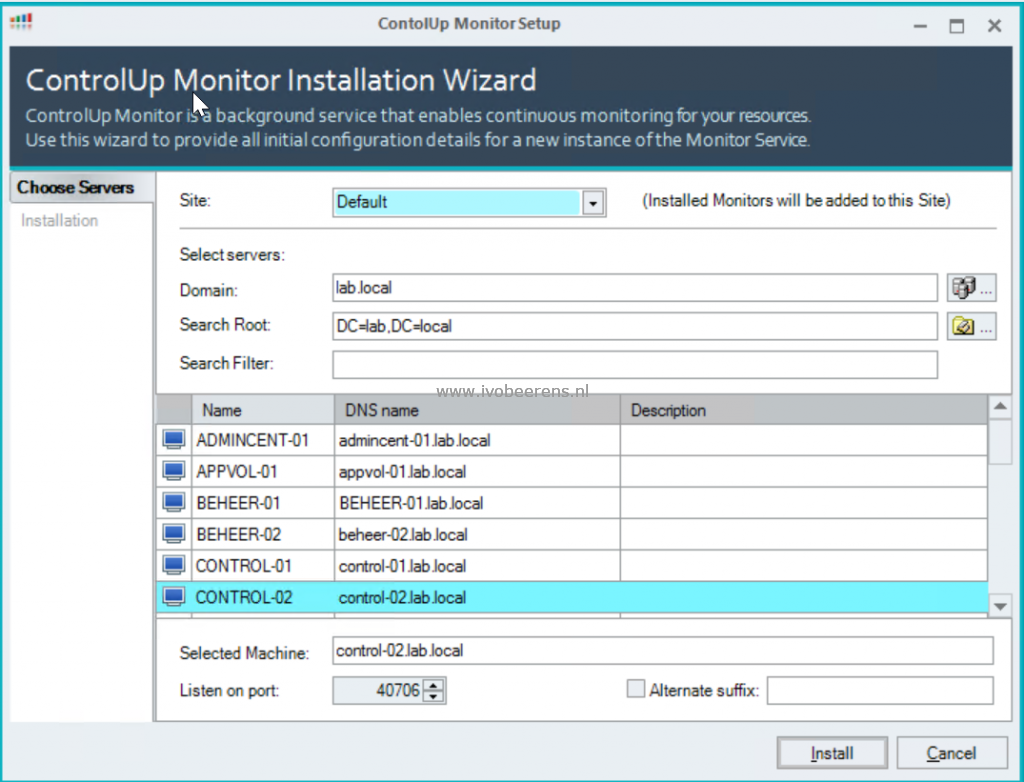 ContolUp Monitor Setup
ControlUp Monitor Installation Wizard
ControlUp Monitor is a background service that enables continuous monitoring for your resources.
Use this wizard to provide all initial configuration details for a new instance of the Monitor Service.
Choose Servers
Installation
Site: Default (Installed Monitors will be added to this Site)
Select servers:
Domain: lab.local ...
Search Root: DC=lab,DC=local ...
Search Filter:
www.ivobeerens.nl
Name DNS name Description
ADMINCENT-01 admincent-01.lab.local
APPVOL-01 appvol-01.lab.local
BEHEER-01 BEHEER-01.lab.local
BEHEER-02 beheer-02.lab.local
CONTROL-01 control-01.lab.local
CONTROL-02 control-02.lab.local
Selected Machine: control-02.lab.local
Listen on port: 40706 Alternate suffix:
Install Cancel